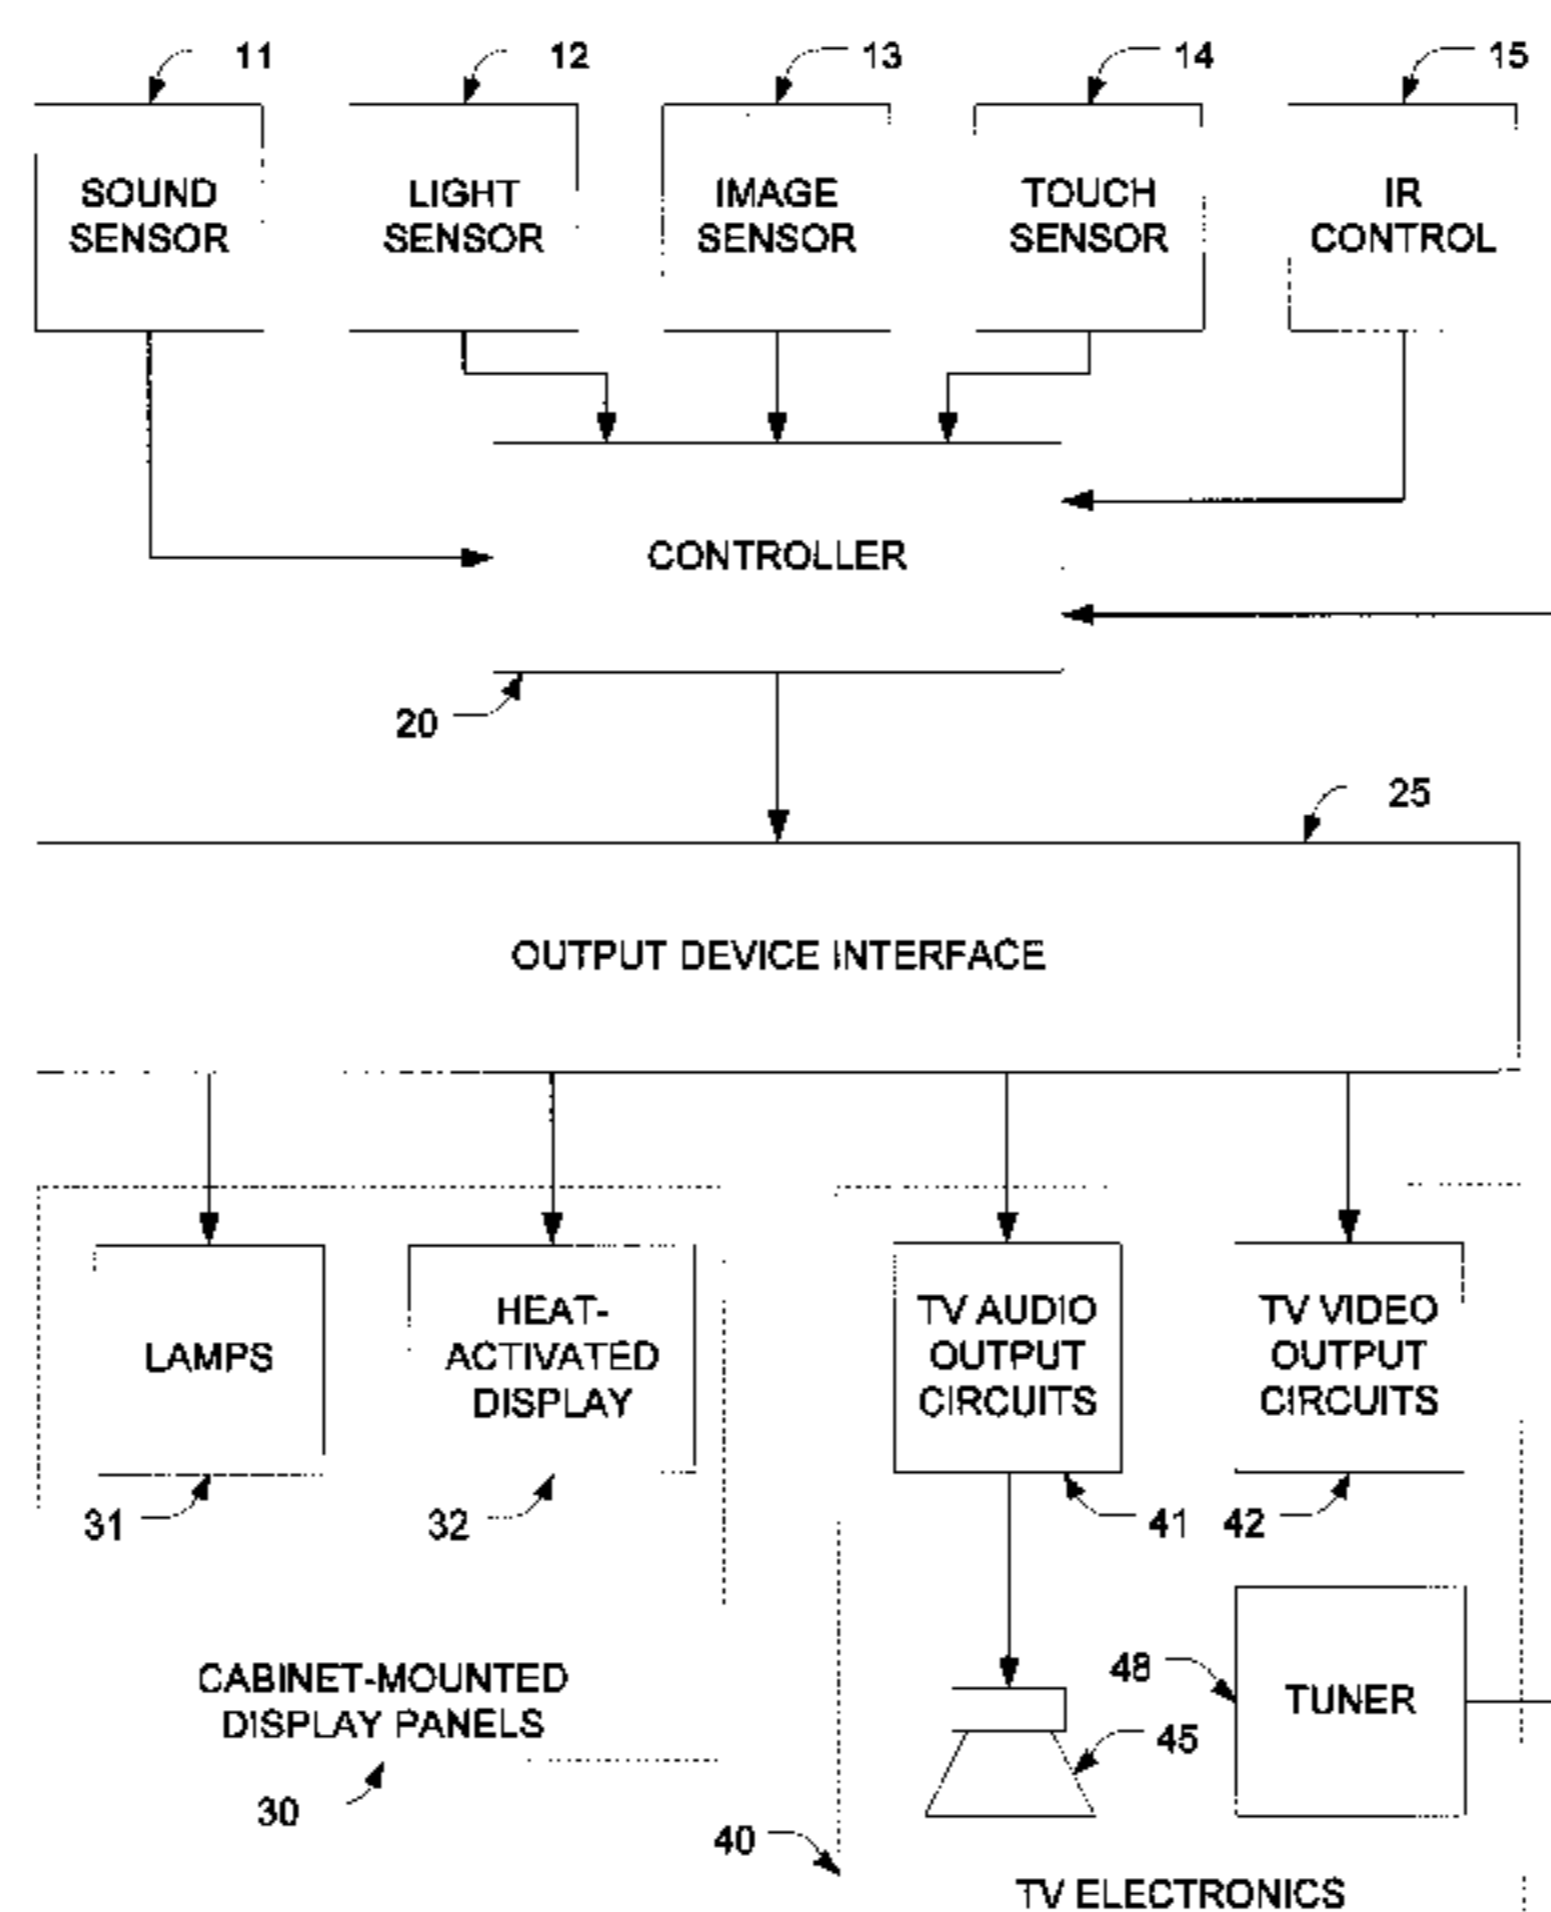 11
12
13
14
15
SOUND
SENSOR
LIGHT
SENSOR
IMAGE
SENSOR
TOUCH
SENSOR
IR
CONTROL
CONTROLLER
20
25
OUTPUT DEVICE INTERFACE
LAMPS
HEAT-
ACTIVATED
DISPLAY
TV AUDIO
OUTPUT
CIRCUITS
TV VIDEO
OUTPUT
CIRCUITS
31
32
41
42
CABINET-MOUNTED
DISPLAY PANELS
30
48
TUNER
45
40
TV ELECTRONICS